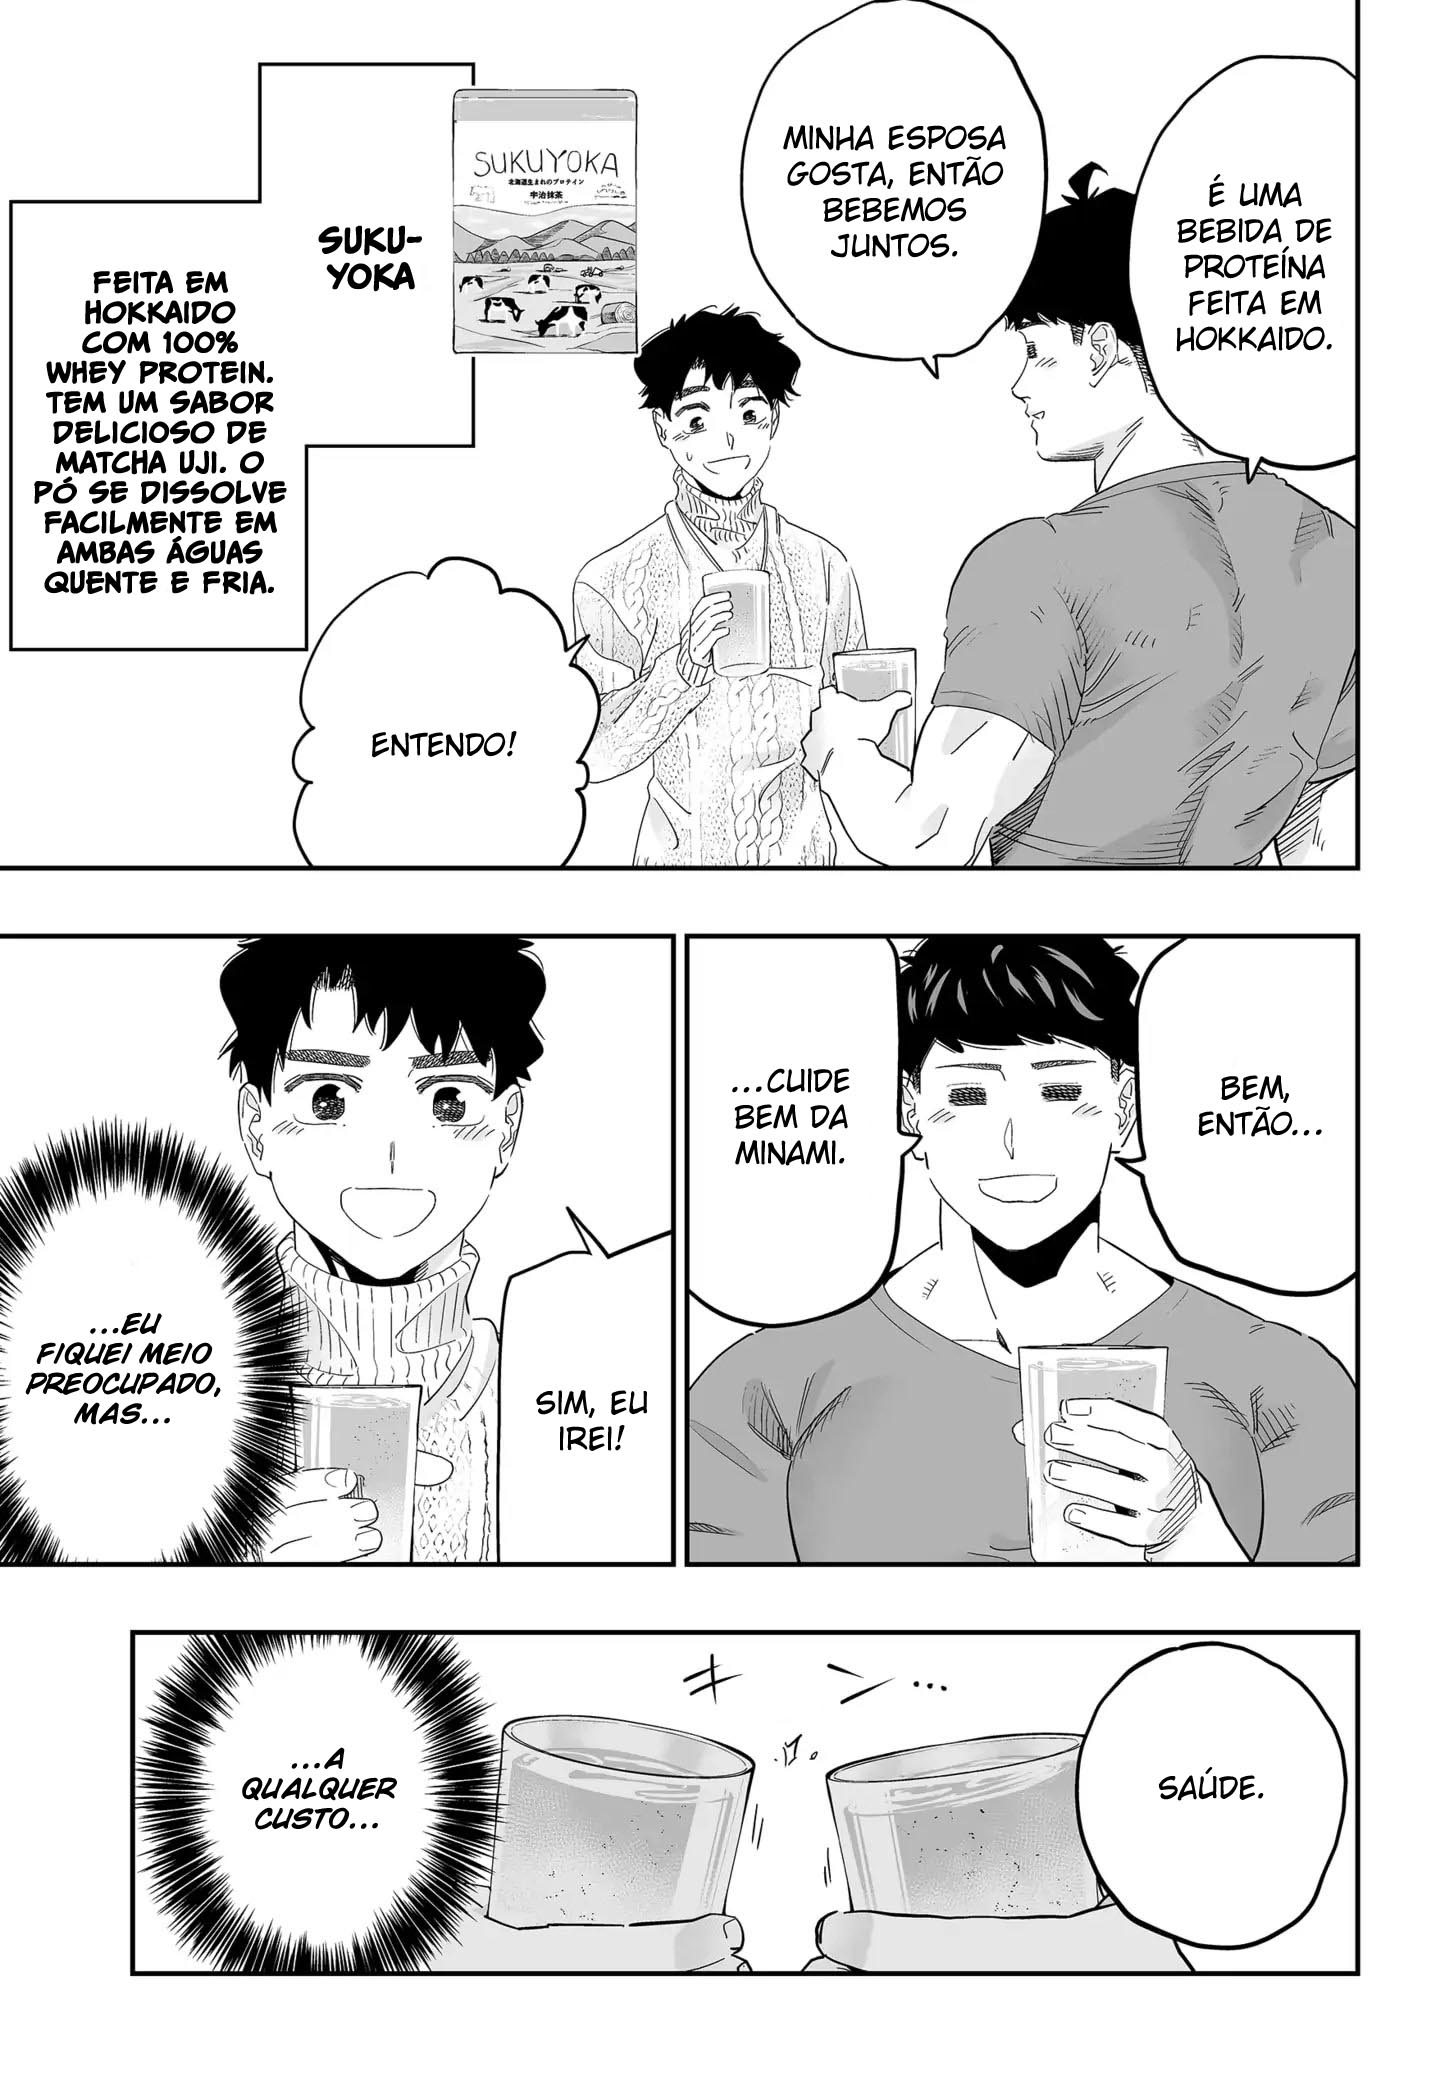 É UMA
BEBIDA DE
PROTEÍNA
FEITA EM
HOKKAIDO.
MINHA ESPOSA
GOSTA, ENTÃO
BEBEMOS
JUNTOS.
SUKUYOKA
北海道生まれのプロテイン
宇治抹茶
SUKU-
YOKA
FEITA EM
HOKKAIDO
COM 100%
WHEY PROTEIN.
TEM UM SABOR
DELICIOSO DE
MATCHA UJI. O
PÓ SE DISSOLVE
FACILMENTE EM
AMBAS ÁGUAS
QUENTE E FRIA.
ENTENDO!
BEM,
ENTÃO...
...CUIDE
BEM DA
MINAMI.
SIM, EU
IREI!
...EU
FIQUEI MEIO
PREOCUPADO,
MAS...
SAÚDE.
キン...
...A
QUALQUER
CUSTO...